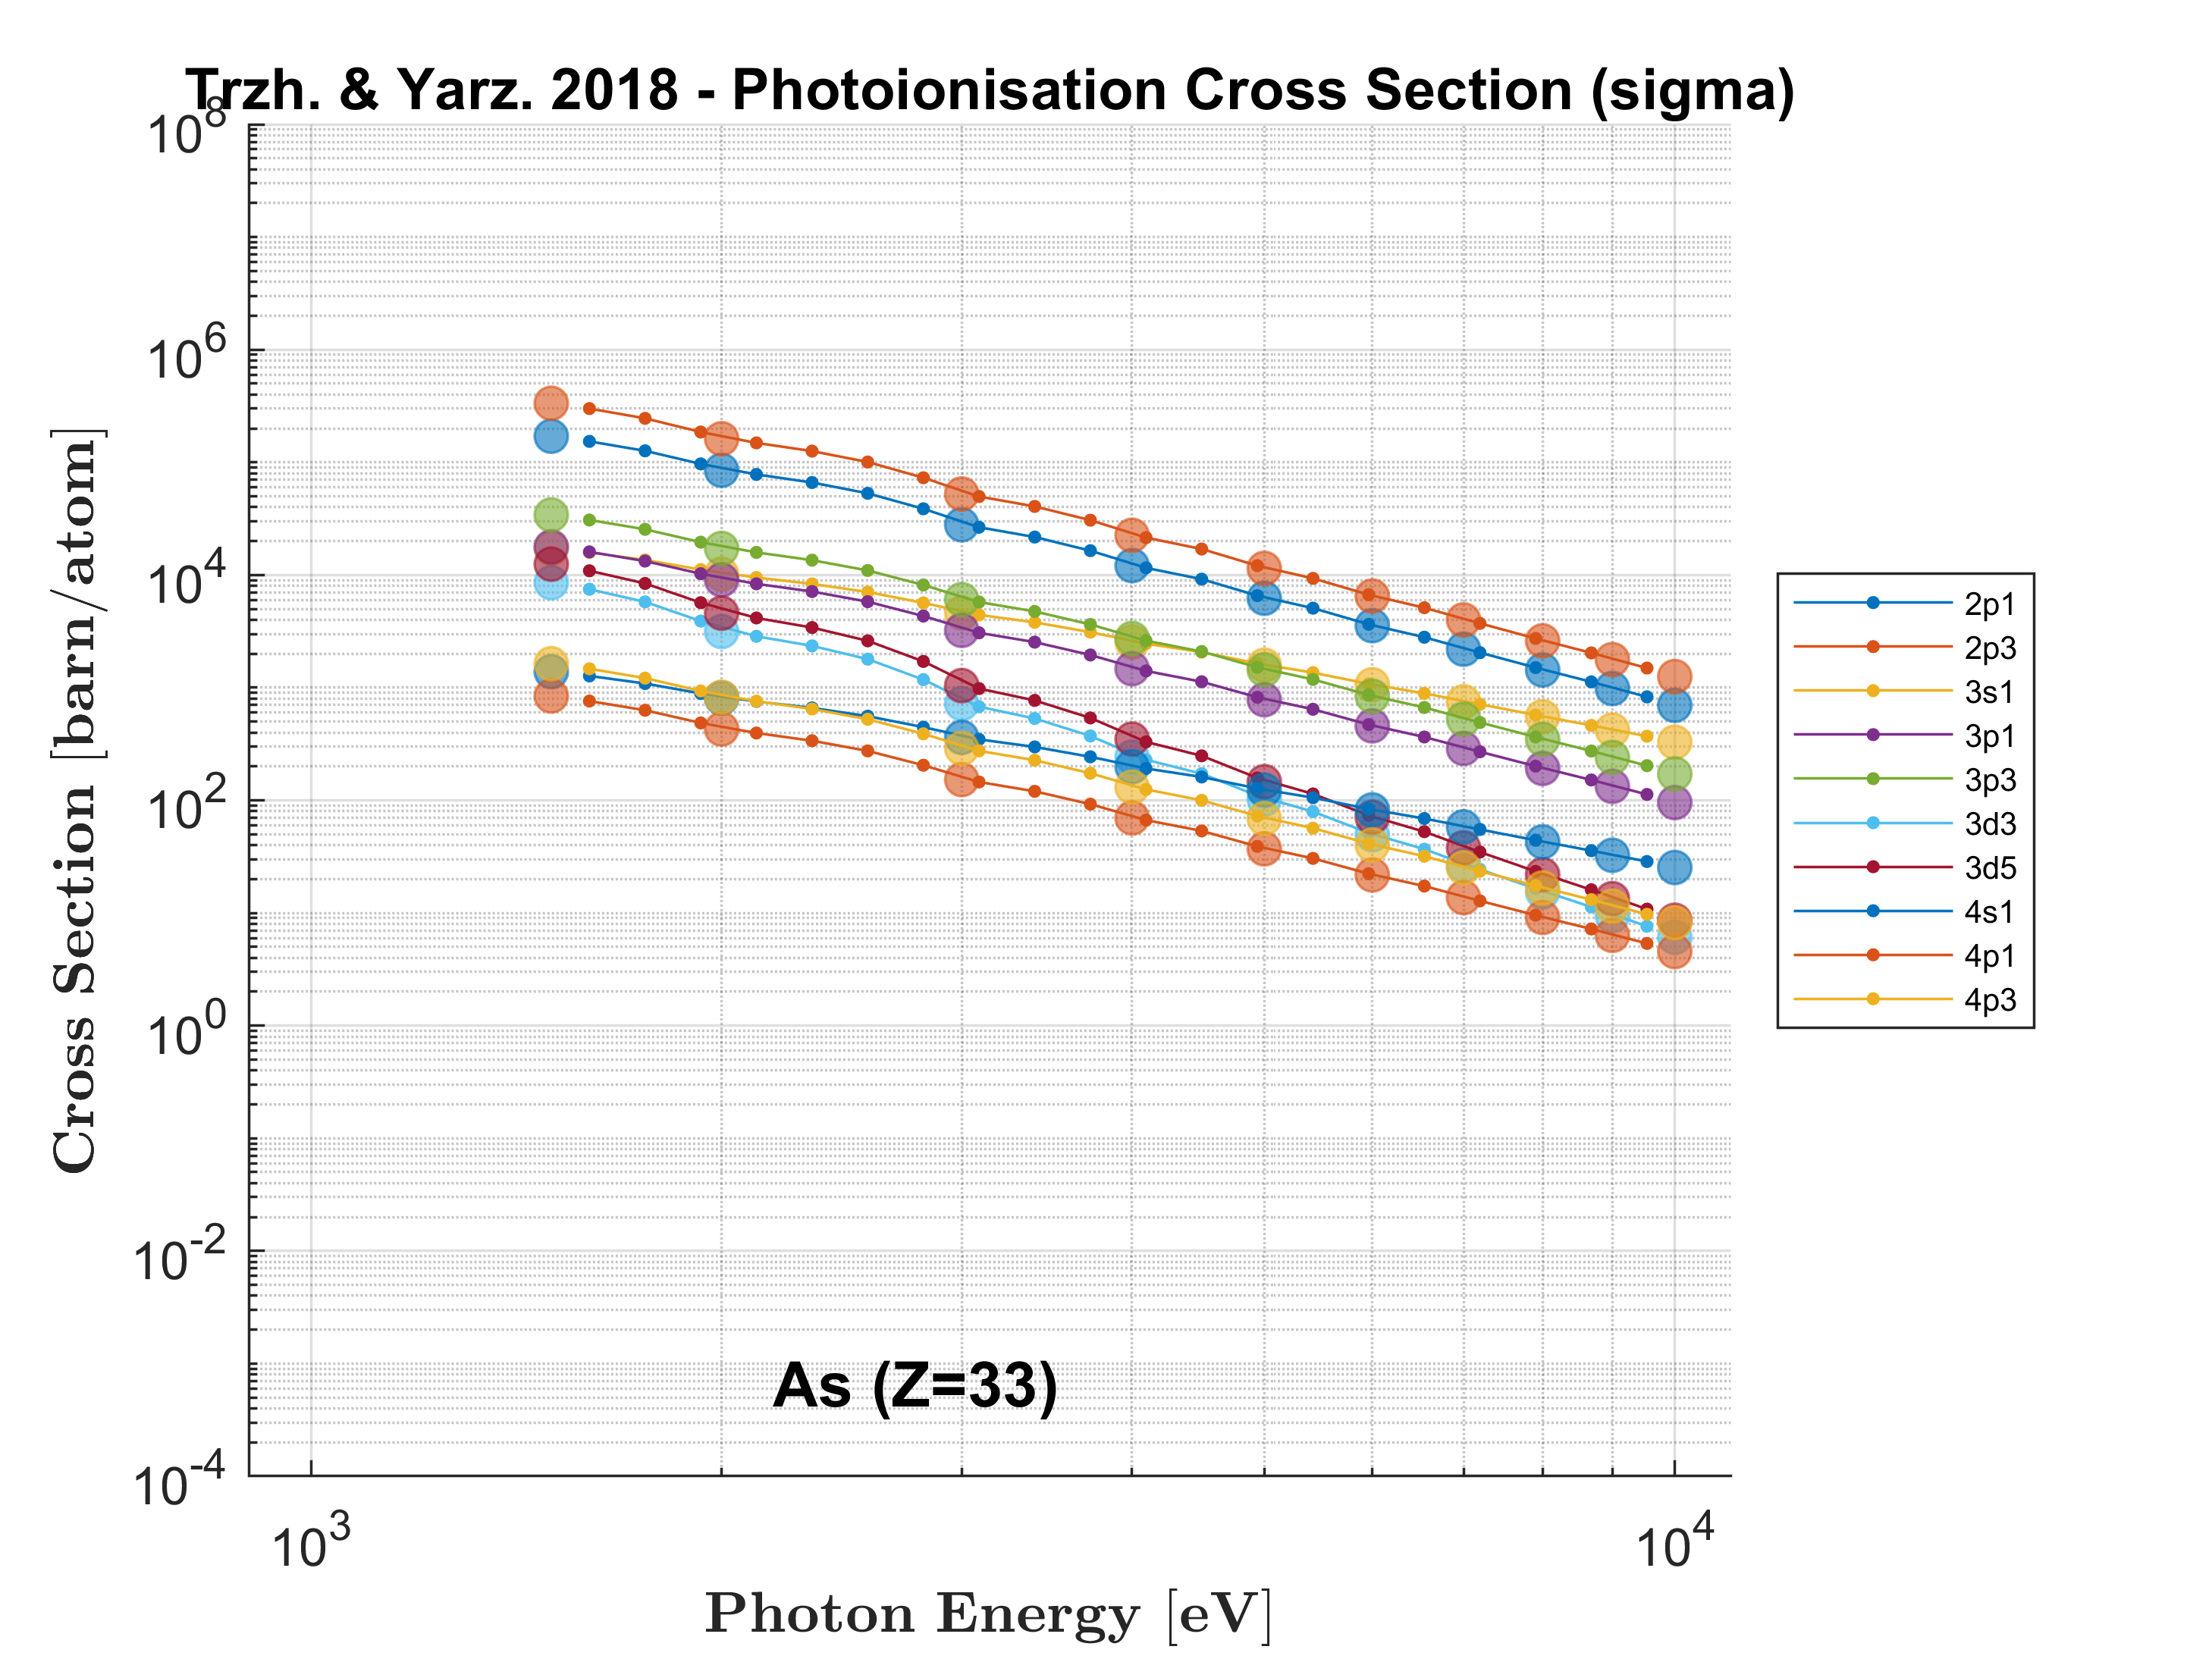 Trzh. & Yarz. 2018 - Photoionisation Cross Section (sigma)
10^8
10^6
10^4
10^2
10^0
10^-2
10^-4
Cross Section [barn/atom]
As (Z=33)
10^3
10^4
Photon Energy [eV]
2p1
2p3
3s1
3p1
3p3
3d3
3d5
4s1
4p1
4p3